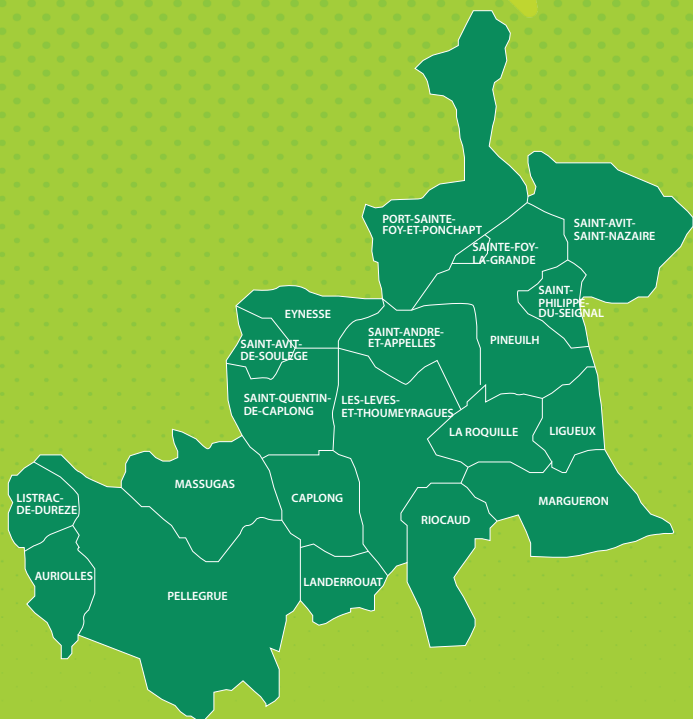 PORT-SAINTE-
FOY-ET-PONCHAPT
SAINT-AVIT-
SAINT-NAZAIRE
SAINTE-FOY-
LA-GRANDE
SAINT-
PHILIPPE-
DU-SEIGNAL
EYNESSE
SAINT-ANDRE-
ET-APPELLES
PINEUILH
SAINT-AVIT-
DE-SOULEGE
SAINT-QUENTIN-
DE-CAPLONG
LES-LEVES-
ET-THOUMEYRAGUES
LA ROQUILLE
LIGUEUX
MASSUGAS
CAPLONG
LISTRAC-
DE-DUREZE
RIOCAUD
MARGUERON
AURIOLLES
PELLEGRUE
LANDERROUAT